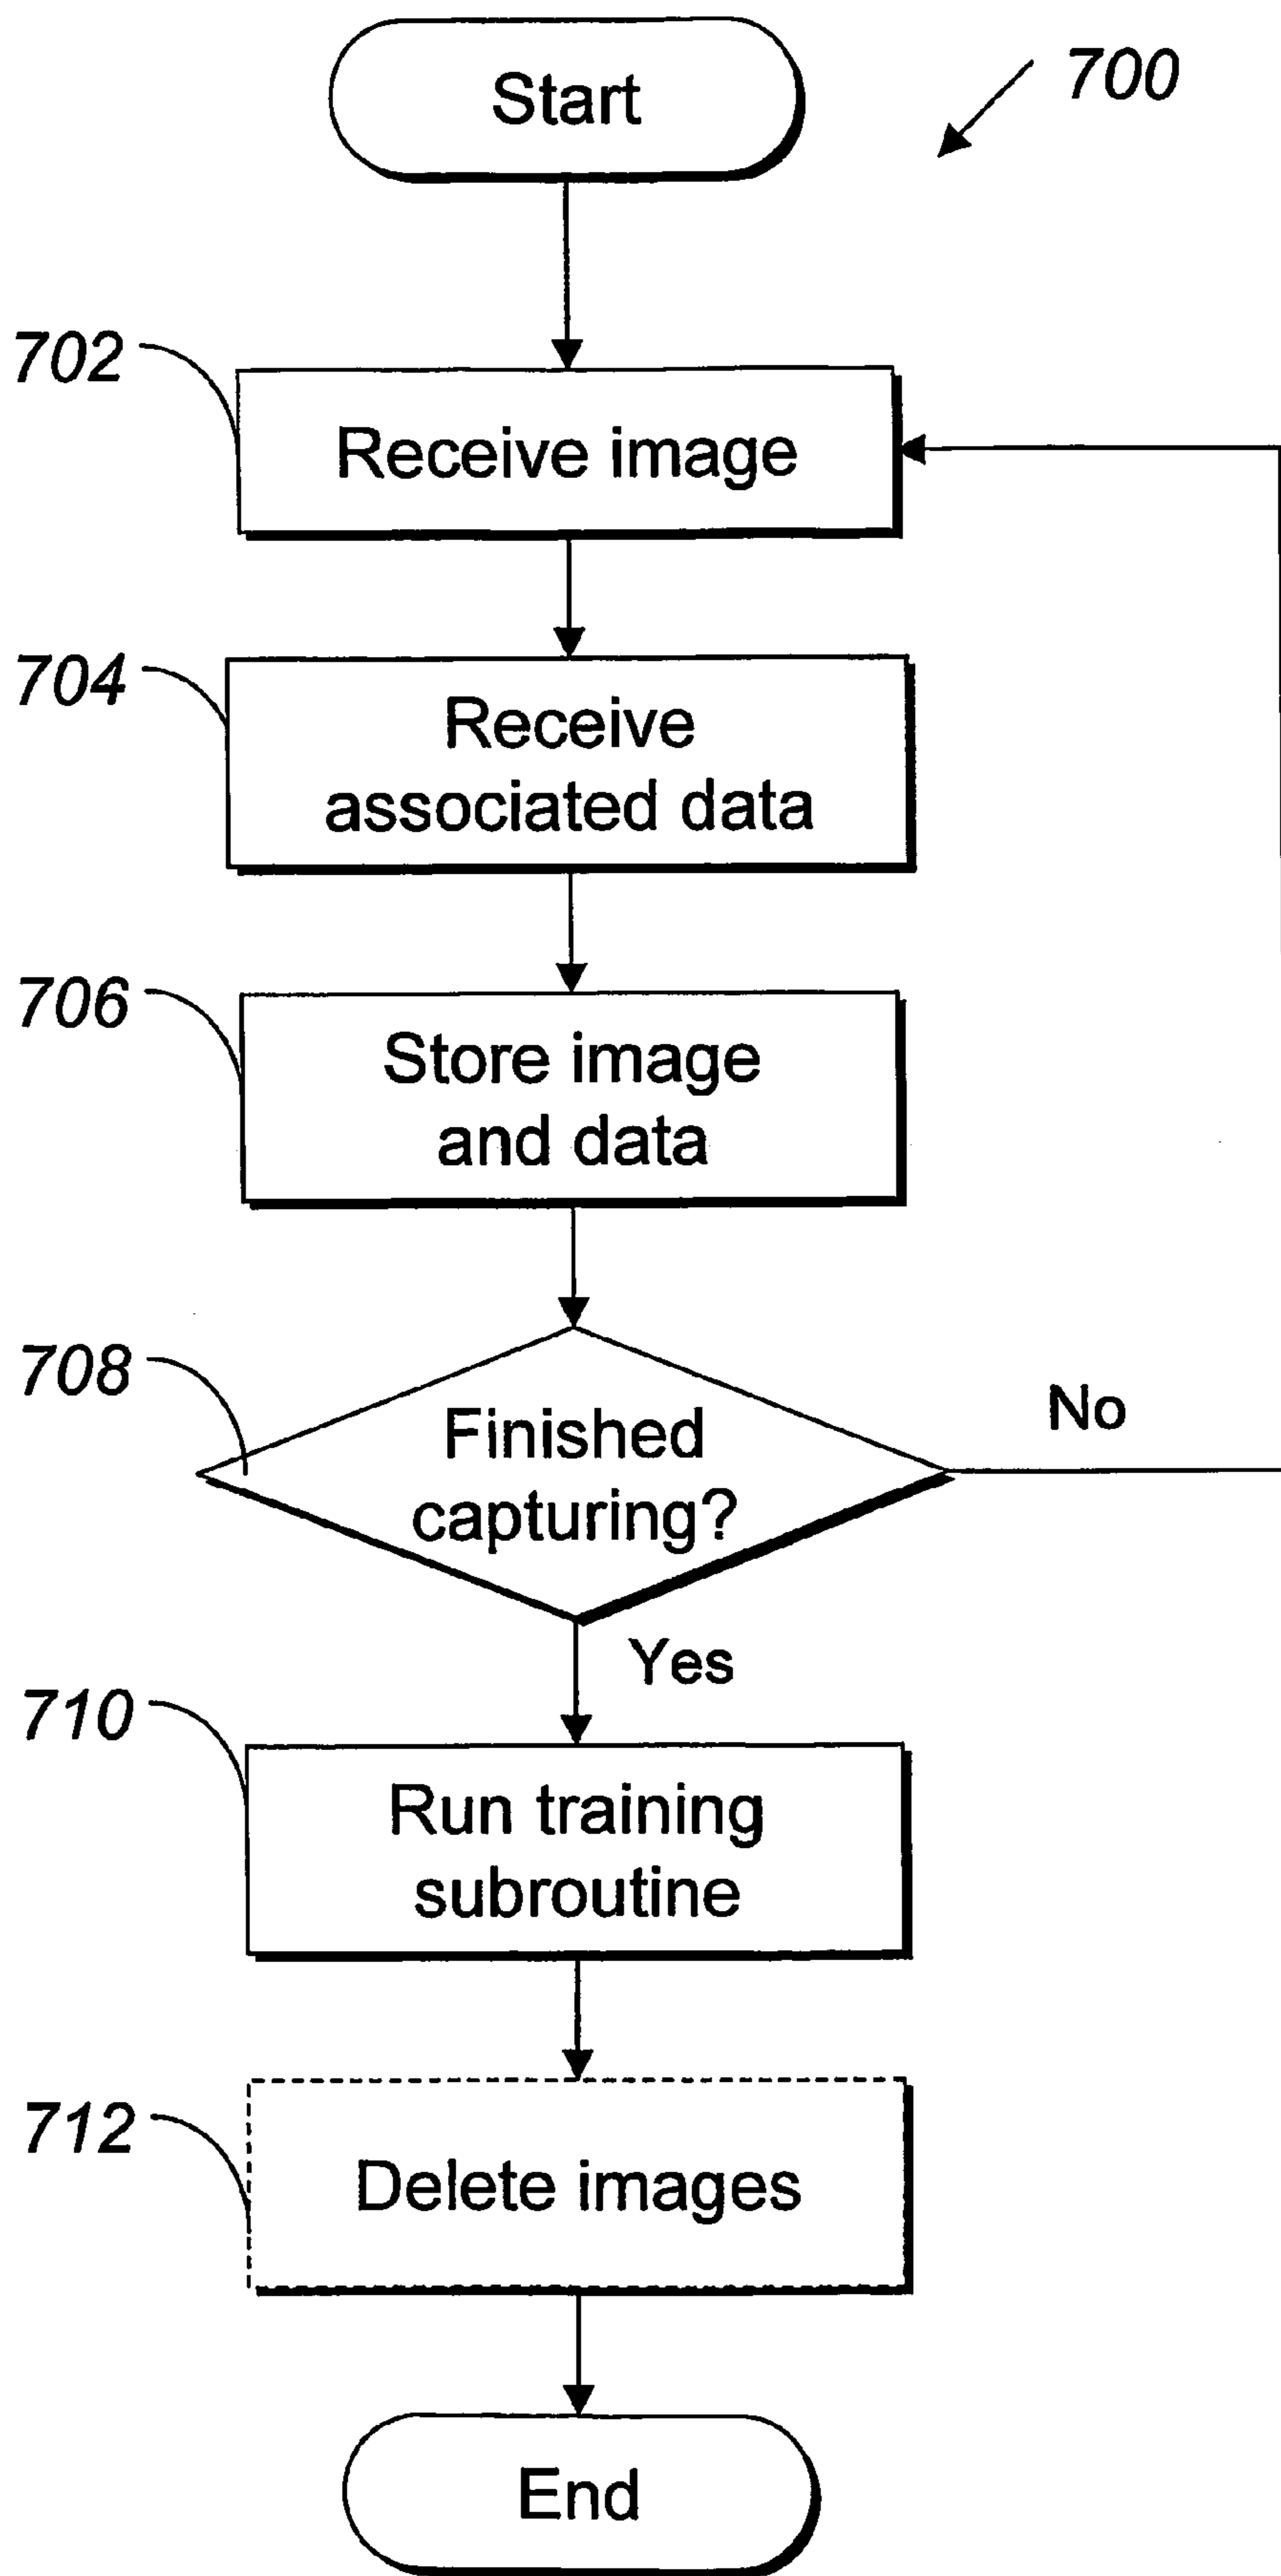 Start
700
702
Receive image
704
Receive
associated data
706
Store image
and data
708
Finished
capturing?
No
Yes
710
Run training
subroutine
712
Delete images
End